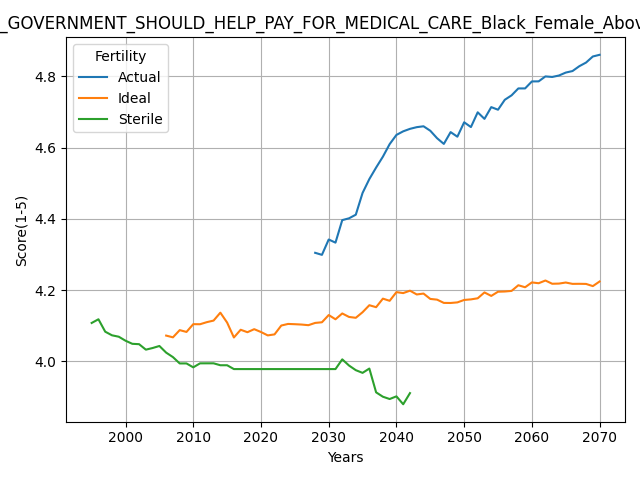 _GOVERNMENT_SHOULD_HELP_PAY_FOR_MEDICAL_CARE_Black_Female_Abov
Fertility
Actual
Ideal
Sterile
Score(1-5)
4.8
4.6
4.4
4.2
4.0
2000 2010 2020 2030 2040 2050 2060 2070
Years